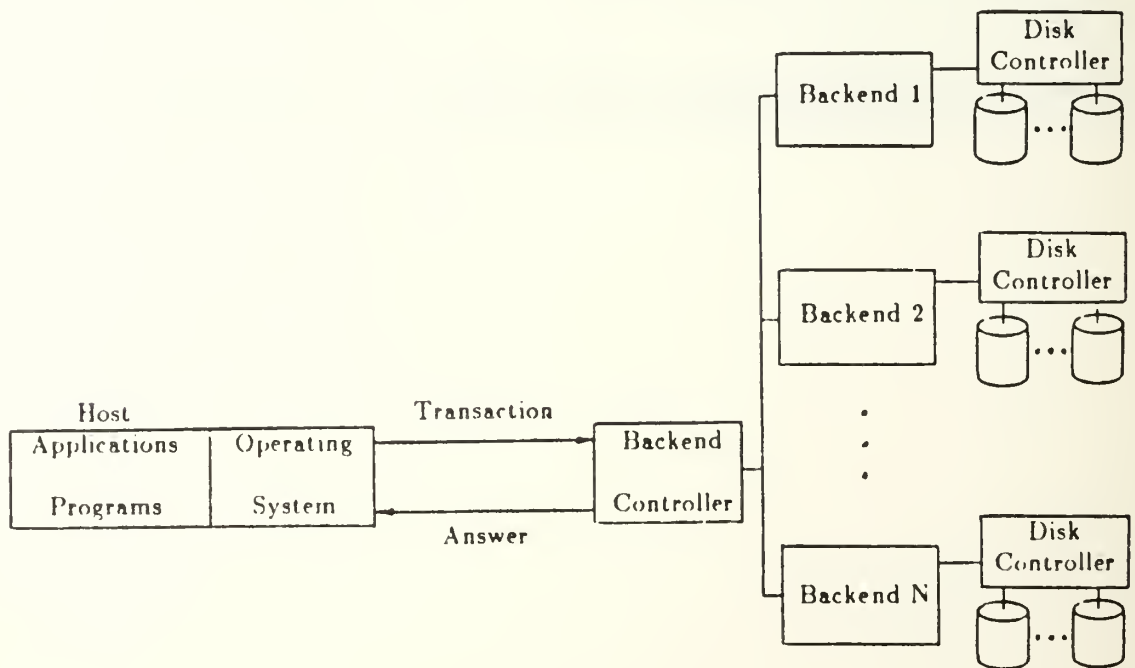 Disk
Controller
Backend 1
Disk
Controller
Backend 2
Host
Transaction
Applications
Operating
Backend
Programs
System
Controller
Answer
Disk
Controller
Backend N